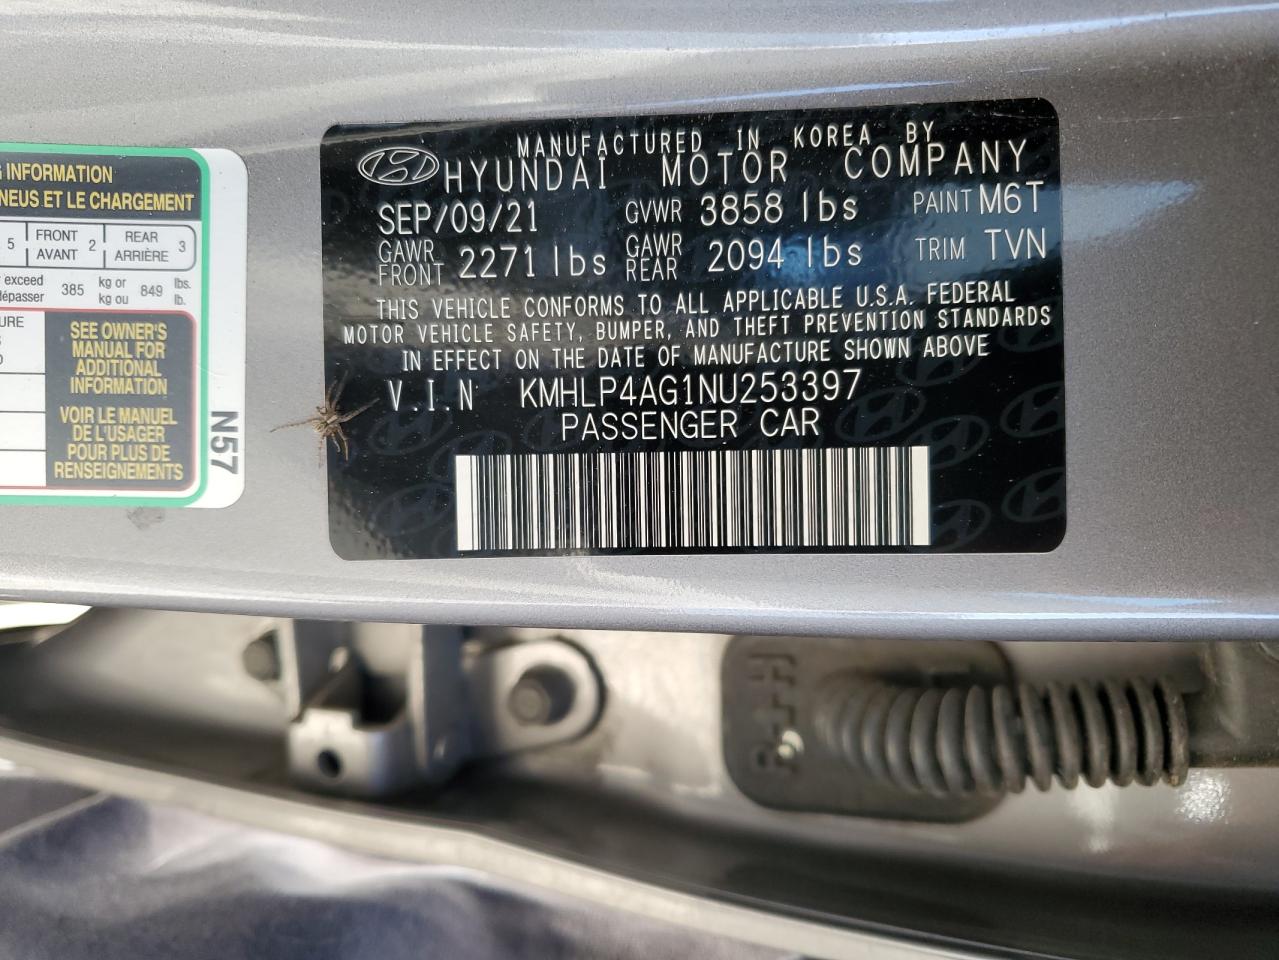 MANUFACTURED IN KOREA BY
HYUNDAI MOTOR COMPANY
SEP/09/21 GVWR 3858 lbs PAINT M6T
GAWR FRONT 2271 lbs GAWR REAR 2094 lbs TRIM TVN
THIS VEHICLE CONFORMS TO ALL APPLICABLE U.S.A. FEDERAL
MOTOR VEHICLE SAFETY, BUMPER, AND THEFT PREVENTION STANDARDS
IN EFFECT ON THE DATE OF MANUFACTURE SHOWN ABOVE
V.I.N KMHLP4AG1NU253397
PASSENGER CAR
INFORMATION
NEUS ET LE CHARGEMENT
5 FRONT AVANT 2 REAR ARRIÈRE 3
er exceed
dépasser 385 kg or kg ou 849 lbs. lb.
URE
SEE OWNER'S
MANUAL FOR
ADDITIONAL
INFORMATION
VOIR LE MANUEL
DE L'USAGER
POUR PLUS DE
RENSEIGNEMENTS
N57
R H